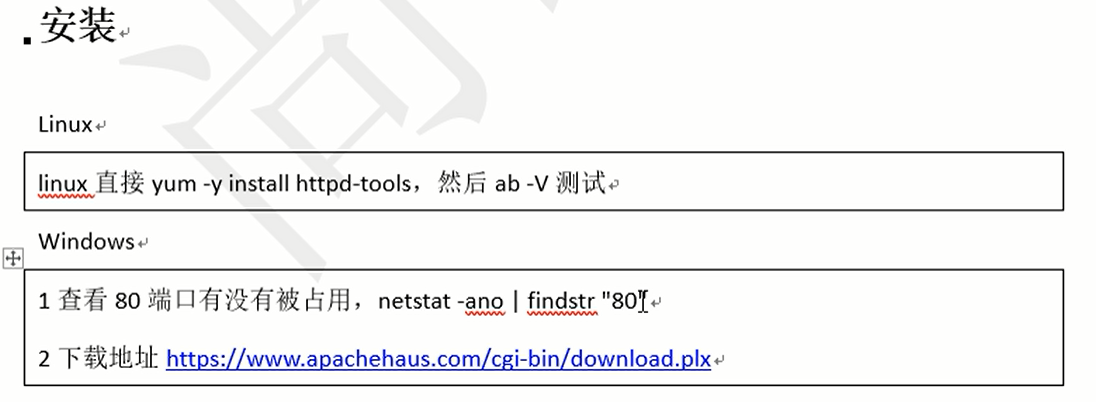 安装
Linux
linux 直接 yum -y install httpd-tools，然后 ab -V 测试
Windows
1 查看 80 端口有没有被占用，netstat -ano | findstr "80"
2 下载地址 https://www.apachehaus.com/cgi-bin/download.plx
尚